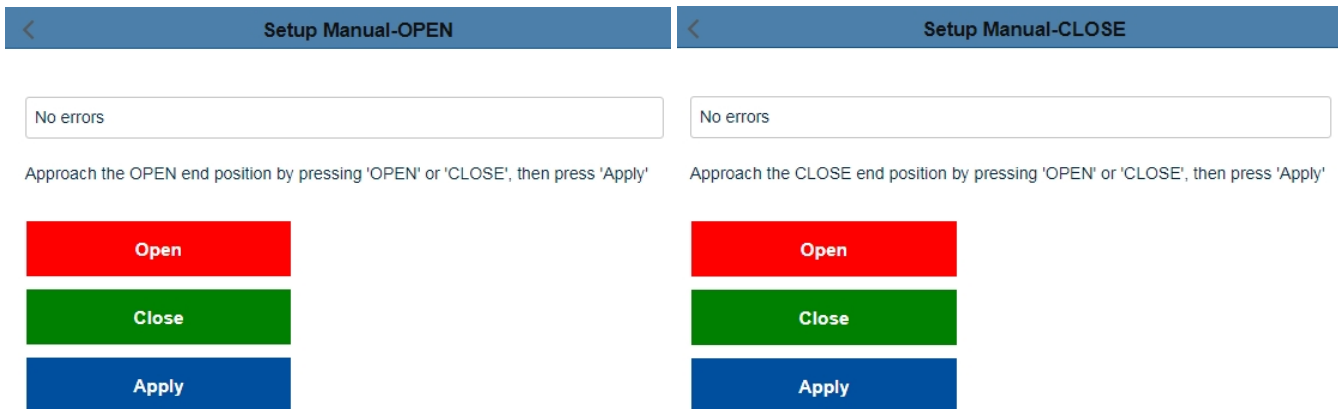 Setup Manual-OPEN
No errors
Approach the OPEN end position by pressing 'OPEN' or 'CLOSE', then press 'Apply'
Open
Close
Apply
Setup Manual-CLOSE
No errors
Approach the CLOSE end position by pressing 'OPEN' or 'CLOSE', then press 'Apply'
Open
Close
Apply